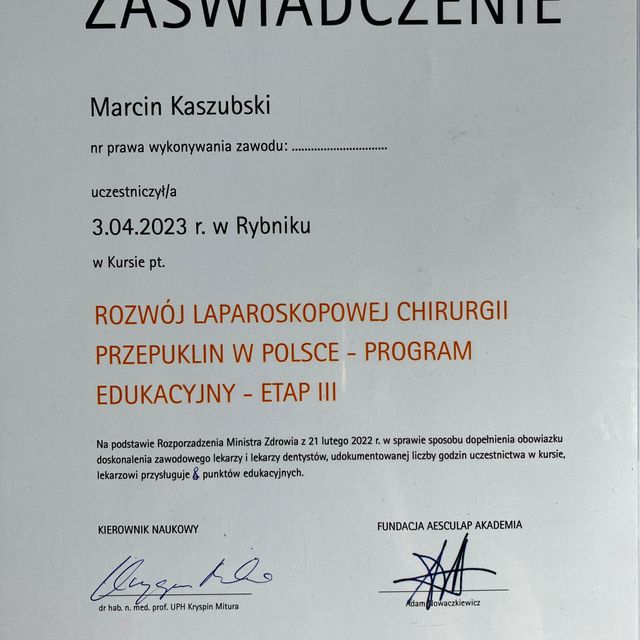 ZAŚWIADCZENIE
Marcin Kaszubski
nr prawa wykonywania zawodu: ..............................
uczestniczył/a
3.04.2023 r. w Rybniku
w Kursie pt.
ROZWÓJ LAPAROSKOPOWEJ CHIRURGII
PRZEPUKLIN W POLSCE - PROGRAM
EDUKACYJNY - ETAP III
Na podstawie Rozporzadzenia Ministra Zdrowia z 21 lutego 2022 r. w sprawie sposobu dopełnienia obowiazku
doskonalenia zawodowego lekarzy i lekarzy dentystów, udokumentowanej liczby godzin uczestnictwa w kursie,
lekarzowi przysługuje 8 punktów edukacyjnych.
KIEROWNIK NAUKOWY
FUNDACJA AESCULAP AKADEMIA
dr hab. n. med. prof. UPH Kryspin Mitura
Adam Nowaczkiewicz